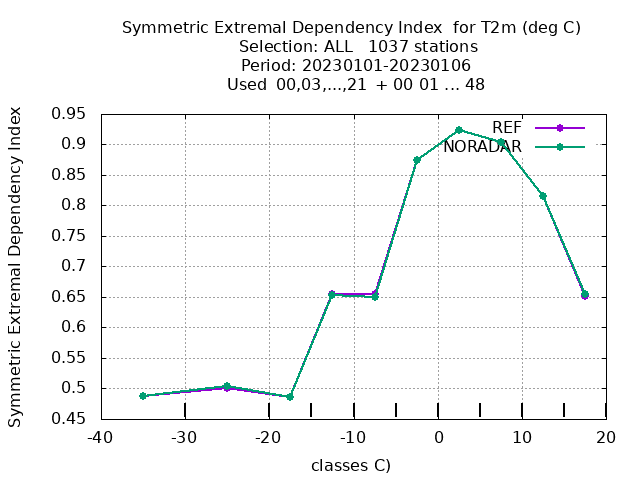 Symmetric Extremal Dependency Index  for T2m (deg C)
Selection: ALL   1037 stations
Period: 20230101-20230106
Used  00,03,...,21  + 00 01 ... 48
Symmetric Extremal Dependency Index
0.95
0.9
0.85
0.8
0.75
0.7
0.65
0.6
0.55
0.5
0.45
REF
NORADAR
-40
-30
-20
-10
0
10
20
classes C)